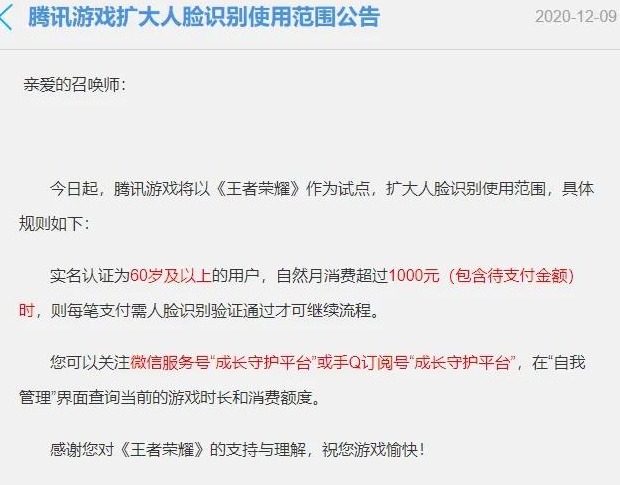 腾讯游戏扩大人脸识别使用范围公告
2020-12-09
亲爱的召唤师：
今日起，腾讯游戏将以《王者荣耀》作为试点，扩大人脸识别使用范围，具体
规则如下：
实名认证为60岁及以上的用户，自然月消费超过1000元（包含待支付金额）
时，则每笔支付需人脸识别验证通过才可继续流程。
您可以关注微信服务号“成长守护平台”或手Q订阅号“成长守护平台”，在“自我
管理”界面查询当前的游戏时长和消费额度。
感谢您对《王者荣耀》的支持与理解，祝您游戏愉快！